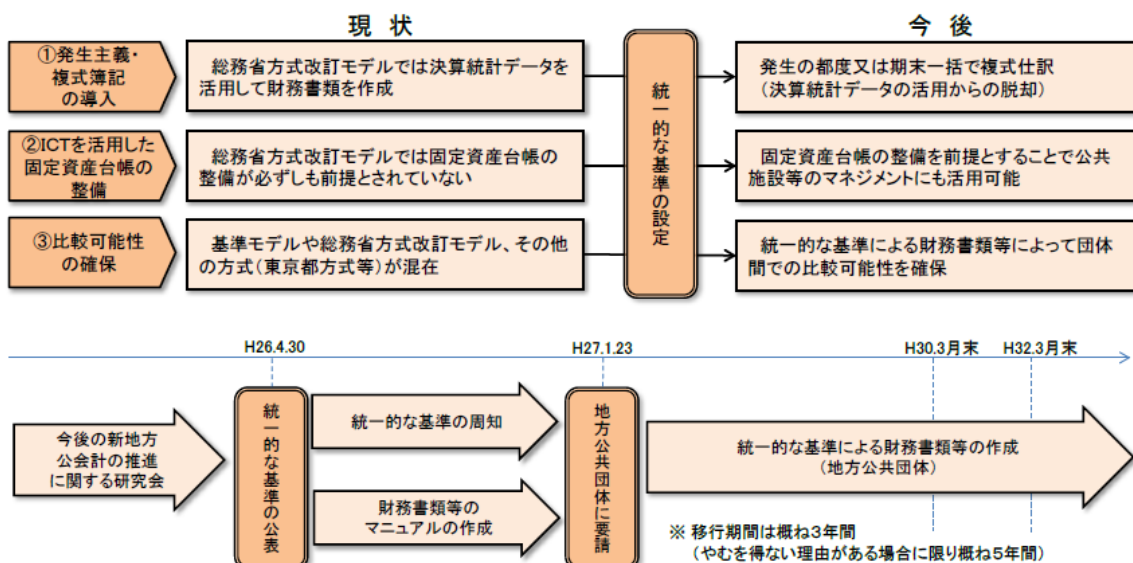 現 状
今 後
①発生主義・
複式簿記
の導入
総務省方式改訂モデルでは決算統計データを
活用して財務書類を作成
発生の都度又は期末一括で複式仕訳
（決算統計データの活用からの脱却）
②ICTを活用した
固定資産台帳の
整備
総務省方式改訂モデルでは固定資産台帳の
整備が必ずしも前提とされていない
統一的な基準の設定
固定資産台帳の整備を前提とすることで公共
施設等のマネジメントにも活用可能
③比較可能性
の確保
基準モデルや総務省方式改訂モデル、その他
の方式（東京都方式等）が混在
統一的な基準による財務書類等によって団体
間での比較可能性を確保
H26.4.30
H27.1.23
H30.3月末
H32.3月末
今後の新地方
公会計の推進
に関する研究会
統一的な基準の公表
統一的な基準の周知
財務書類等の
マニュアルの作成
地方公共団体に要請
統一的な基準による財務書類等の作成
（地方公共団体）
※ 移行期間は概ね３年間
（やむを得ない理由がある場合に限り概ね５年間）